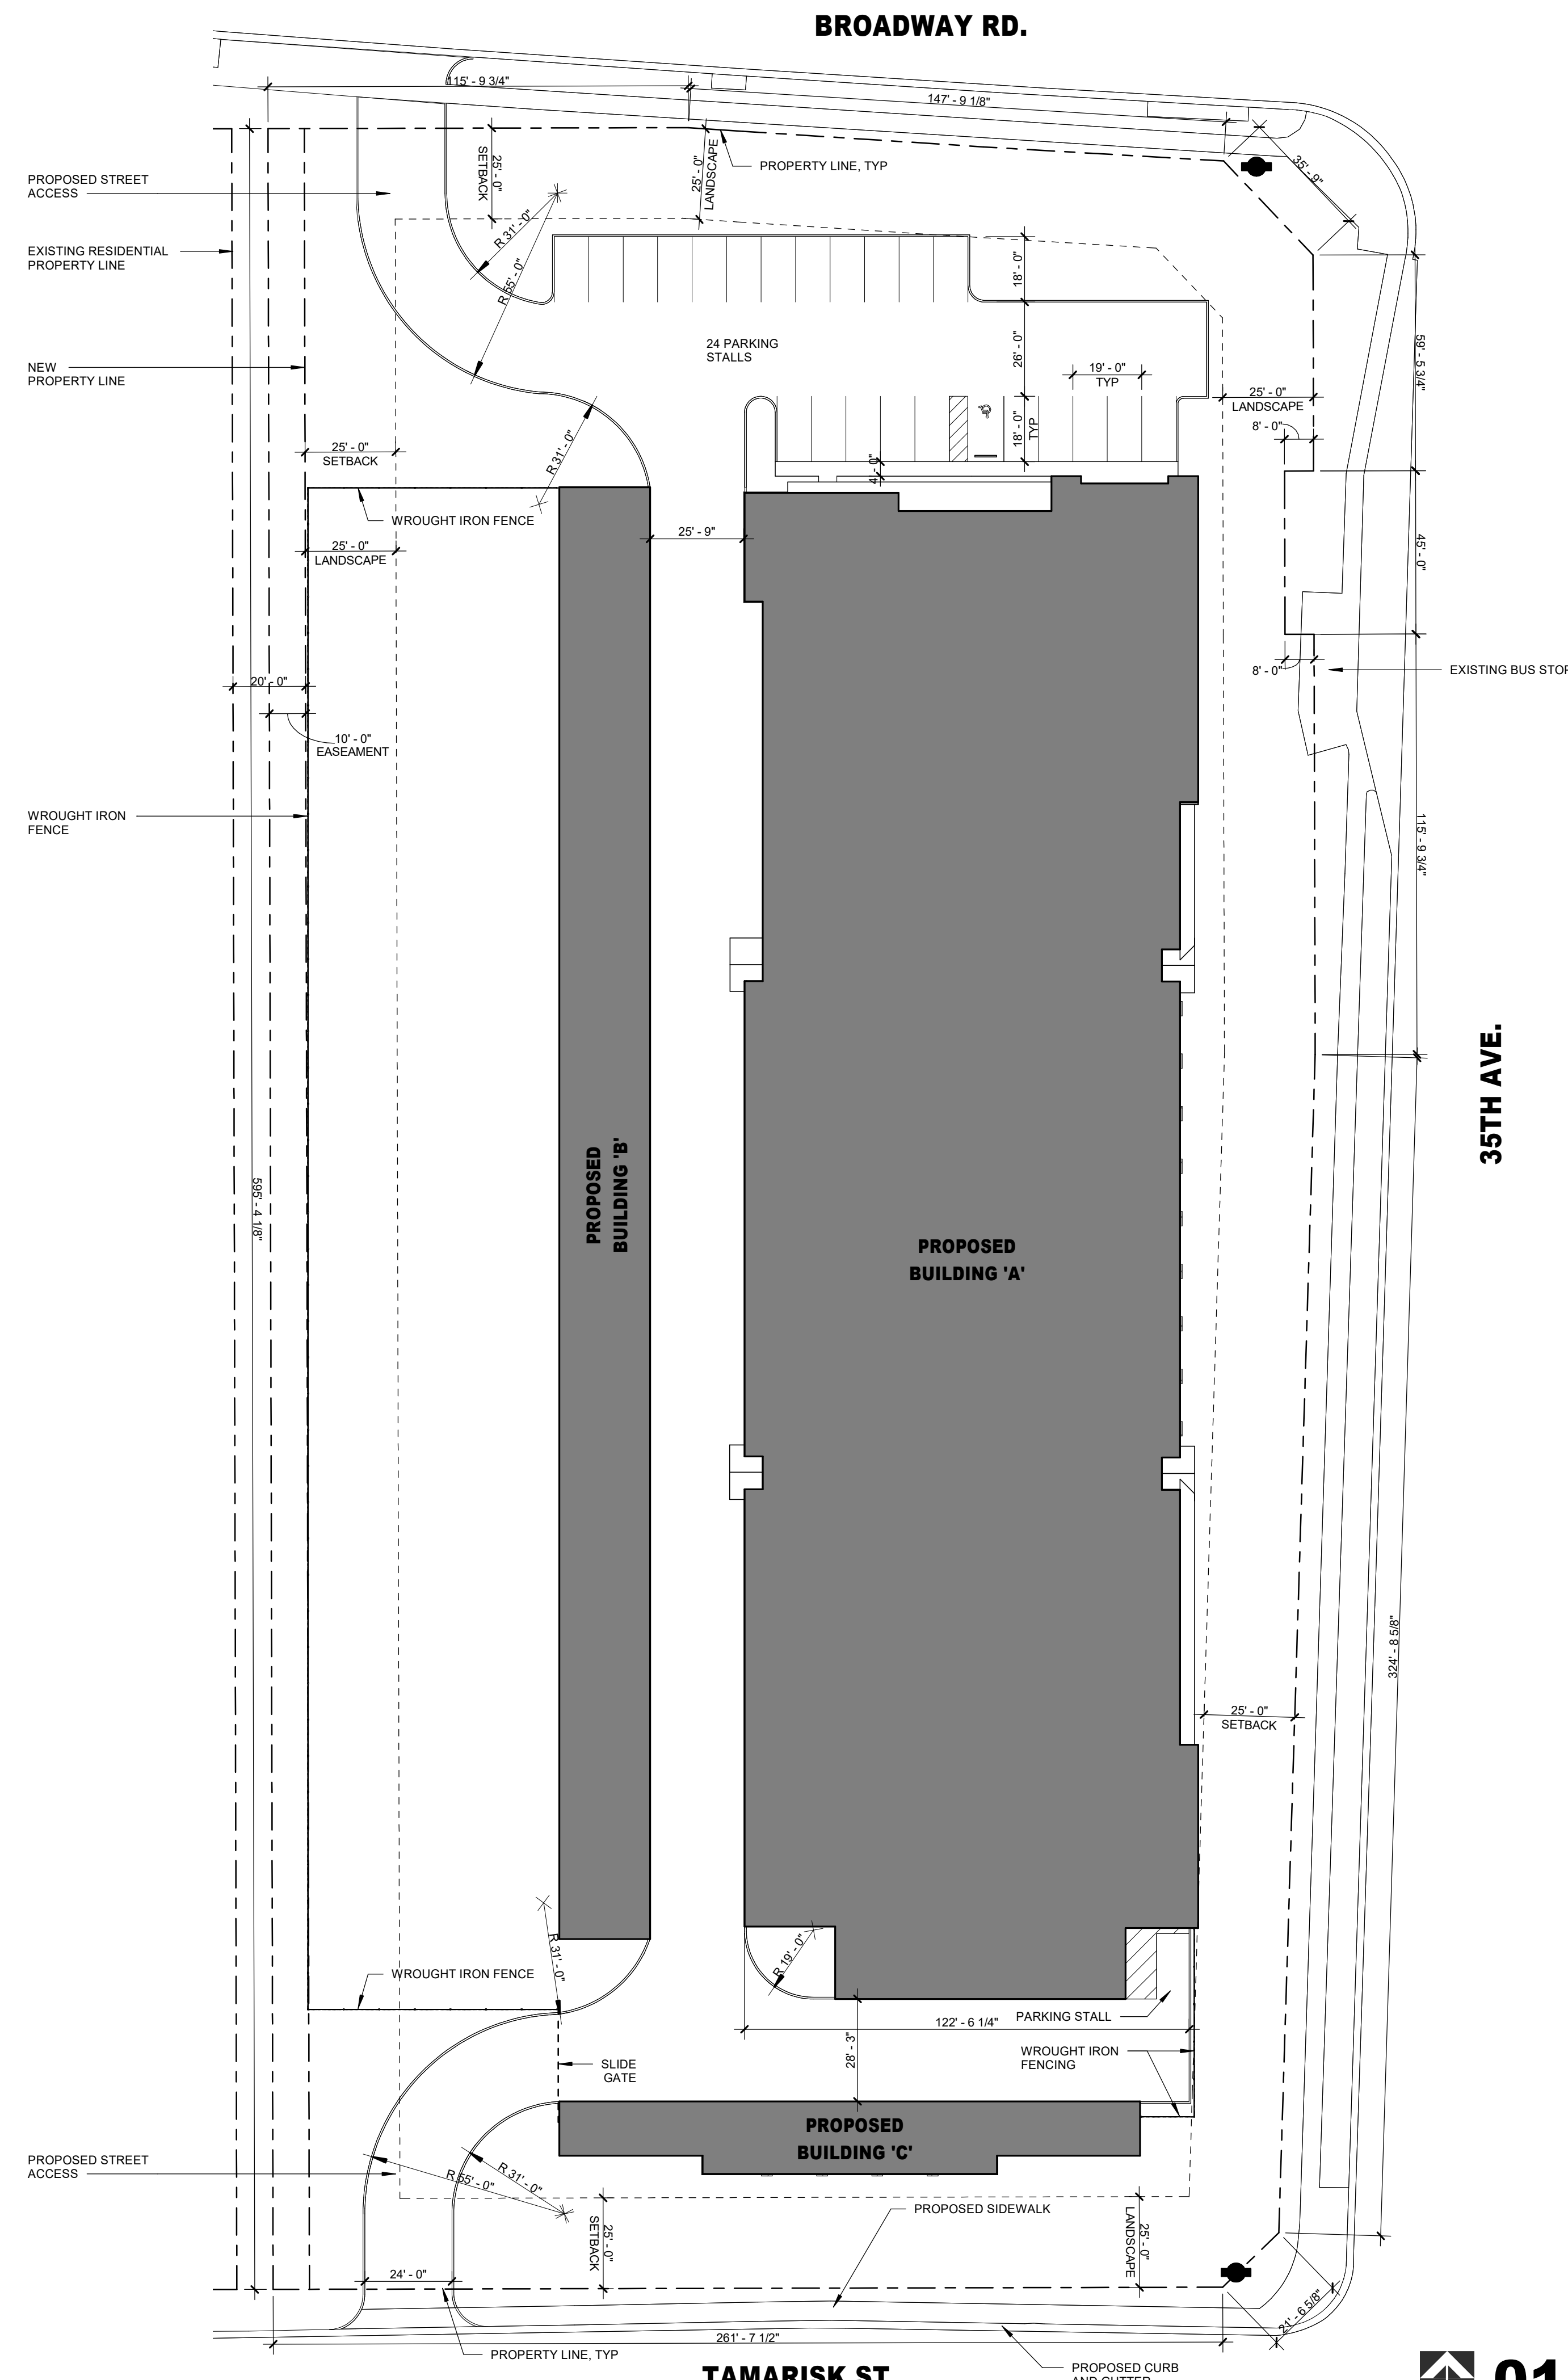 BROADWAY RD.
115' - 9 3/4"
147' - 9 1/8"
35' - 9"
25' - 0"
SETBACK
25' - 0"
LANDSCAPE
PROPERTY LINE, TYP
PROPOSED STREET
ACCESS
EXISTING RESIDENTIAL
PROPERTY LINE
R 31' - 0"
R 55' - 0"
18' - 0"
24 PARKING
STALLS
26' - 0"
19' - 0"
TYP
59' - 5 3/4"
NEW
PROPERTY LINE
25' - 0"
LANDSCAPE
8' - 0"
18' - 0"
TYP
25' - 0"
SETBACK
R 31' - 0"
4' - 0"
WROUGHT IRON FENCE
25' - 9"
45' - 0"
25' - 0"
LANDSCAPE
8' - 0"
EXISTING BUS STOP
20' - 0"
10' - 0"
EASEAMENT
WROUGHT IRON
FENCE
115' - 9 3/4"
35TH AVE.
595' - 4 1/8"
PROPOSED
BUILDING 'B'
PROPOSED
BUILDING 'A'
324' - 8 5/8"
25' - 0"
SETBACK
R 31' - 0"
R 19' - 0"
WROUGHT IRON FENCE
PARKING STALL
122' - 6 1/4"
28' - 3"
WROUGHT IRON
FENCING
SLIDE
GATE
PROPOSED
BUILDING 'C'
PROPOSED STREET
ACCESS
R 55' - 0"
R 31' - 0"
PROPOSED SIDEWALK
25' - 0"
SETBACK
25' - 0"
LANDSCAPE
24' - 0"
21' - 6 5/8"
261' - 7 1/2"
PROPERTY LINE, TYP
PROPOSED CURB
AND GUTTER
TAMARISK ST
01